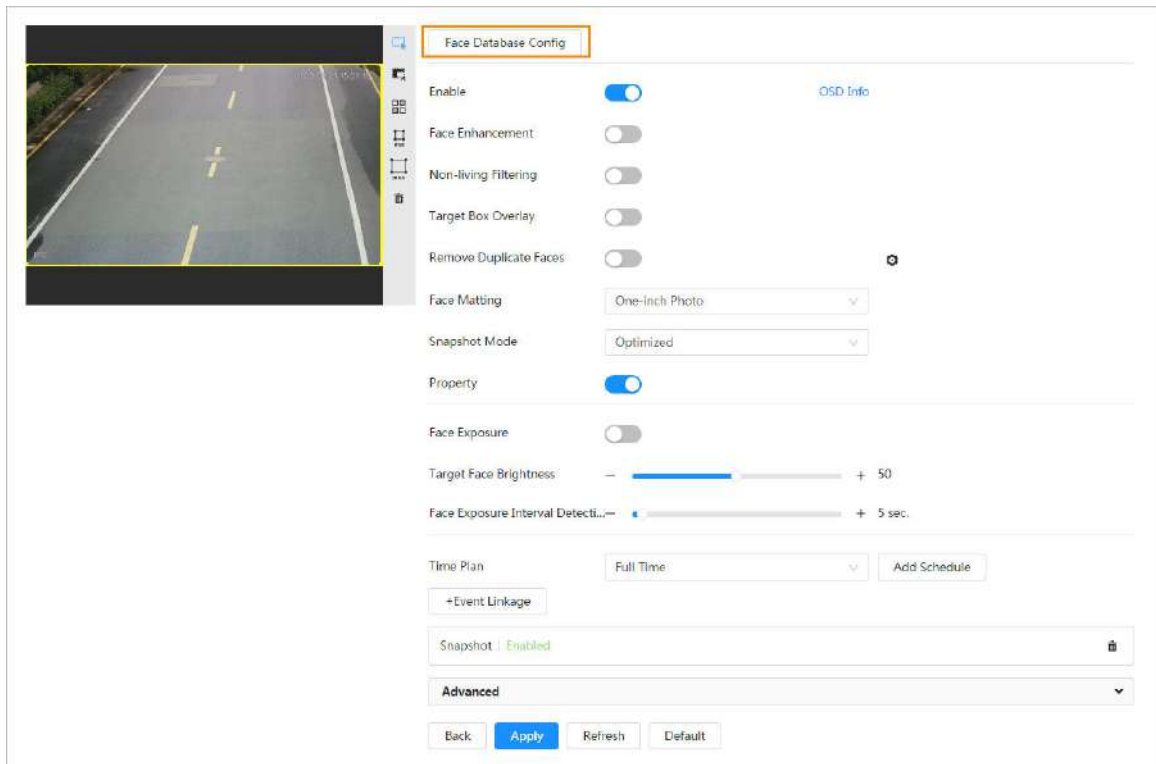 Face Database Config
Enable
OSD Info
Face Enhancement
Non-living Filtering
Target Box Overlay
Remove Duplicate Faces
Face Matting
One-inch Photo
Snapshot Mode
Optimized
Property
Face Exposure
Target Face Brightness
− + 50
Face Exposure Interval Detecti...
− + 5 sec.
Time Plan
Full Time
Add Schedule
+Event Linkage
Snapshot | Enabled
Advanced
Back
Apply
Refresh
Default